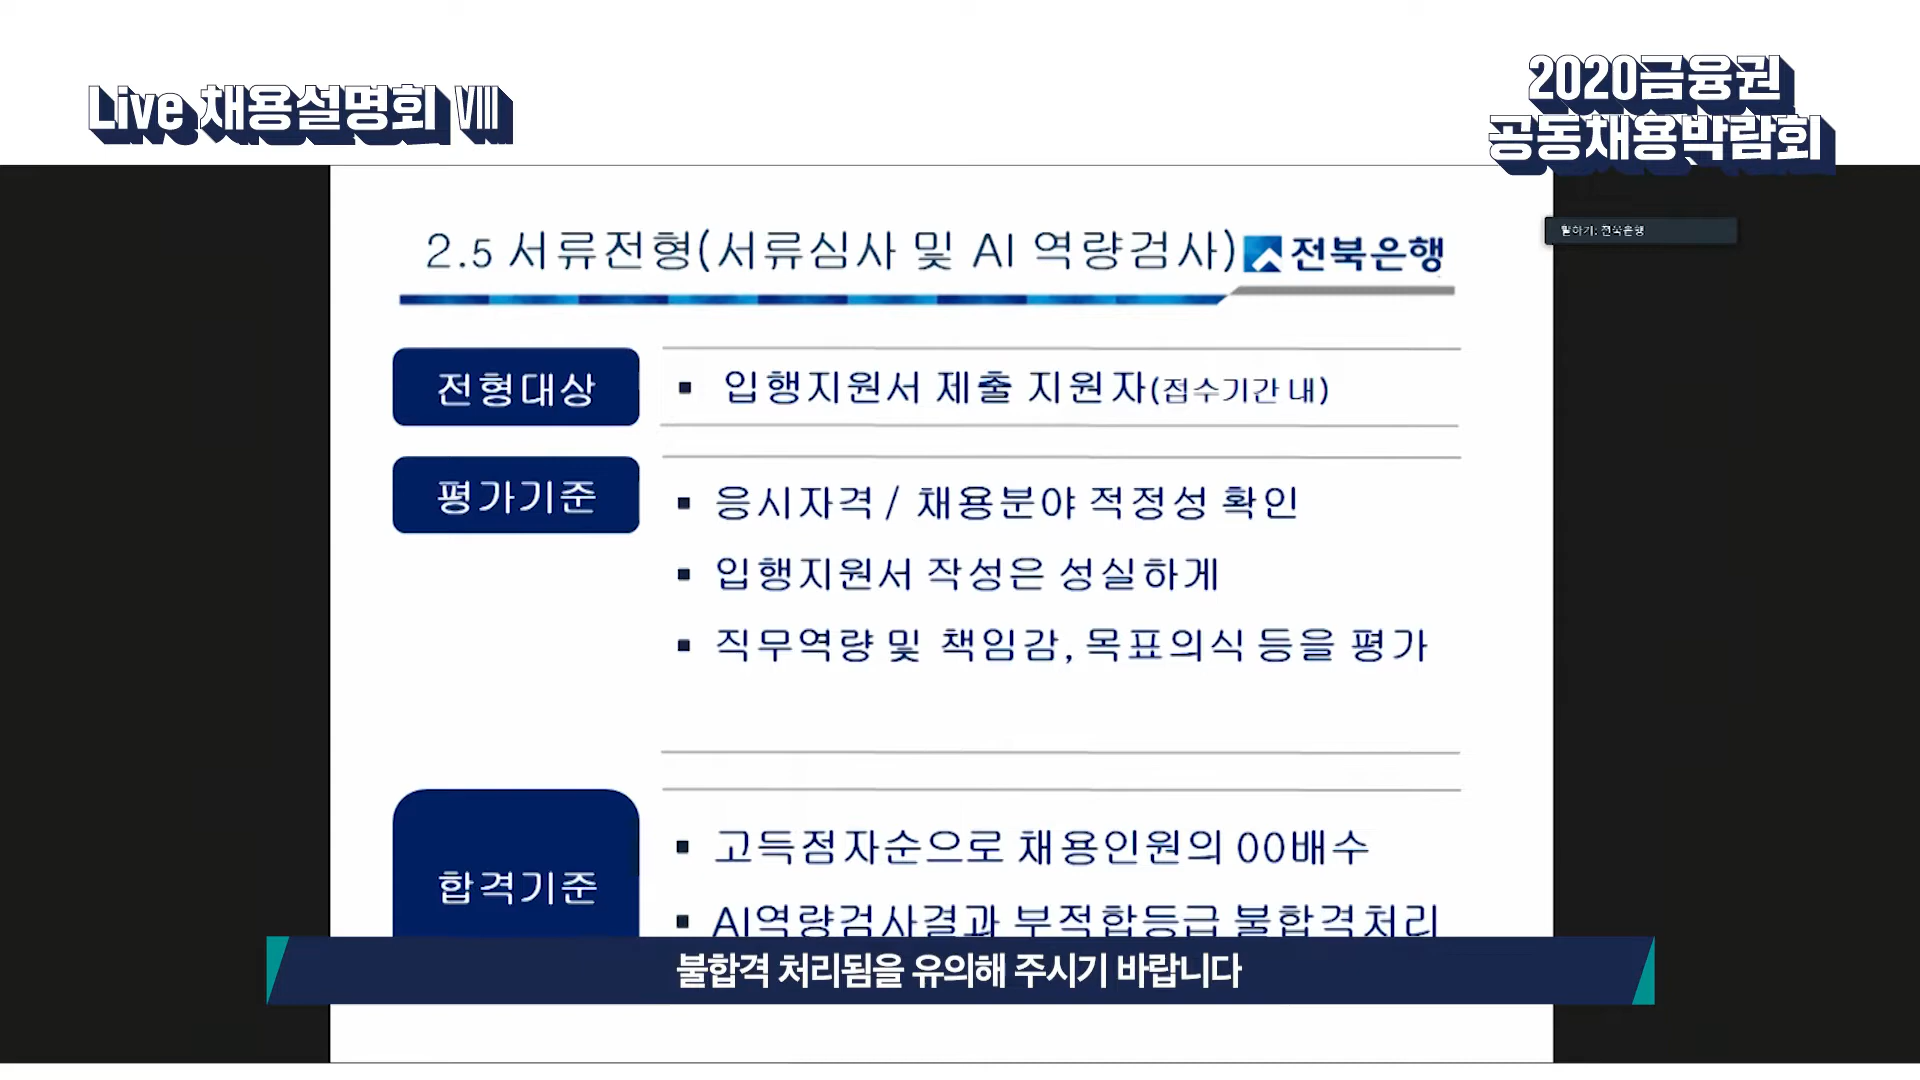 Live 채용설명회 Ⅷ
2020금융권
공동채용박람회
말하기: 전북은행
2.5 서류전형(서류심사 및 AI 역량검사)
전북은행
전형대상
▪ 입행지원서 제출 지원자(접수기간 내)
평가기준
▪ 응시자격 / 채용분야 적정성 확인
▪ 입행지원서 작성은 성실하게
▪ 직무역량 및 책임감, 목표의식 등을 평가
합격기준
▪ 고득점자순으로 채용인원의 00배수
▪ AI역량검사결과 부적합등급 불합격처리
불합격 처리됨을 유의해 주시기 바랍니다